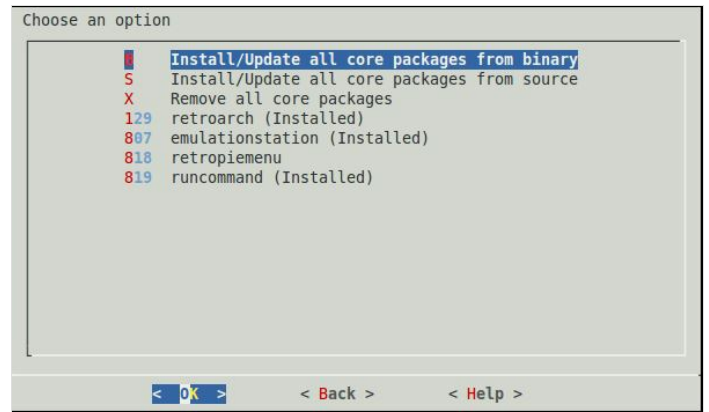 Choose an option
B Install/Update all core packages from binary
S Install/Update all core packages from source
X Remove all core packages
129 retroarch (Installed)
807 emulationstation (Installed)
818 retropiemenu
819 runcommand (Installed)
< OK > < Back > < Help >